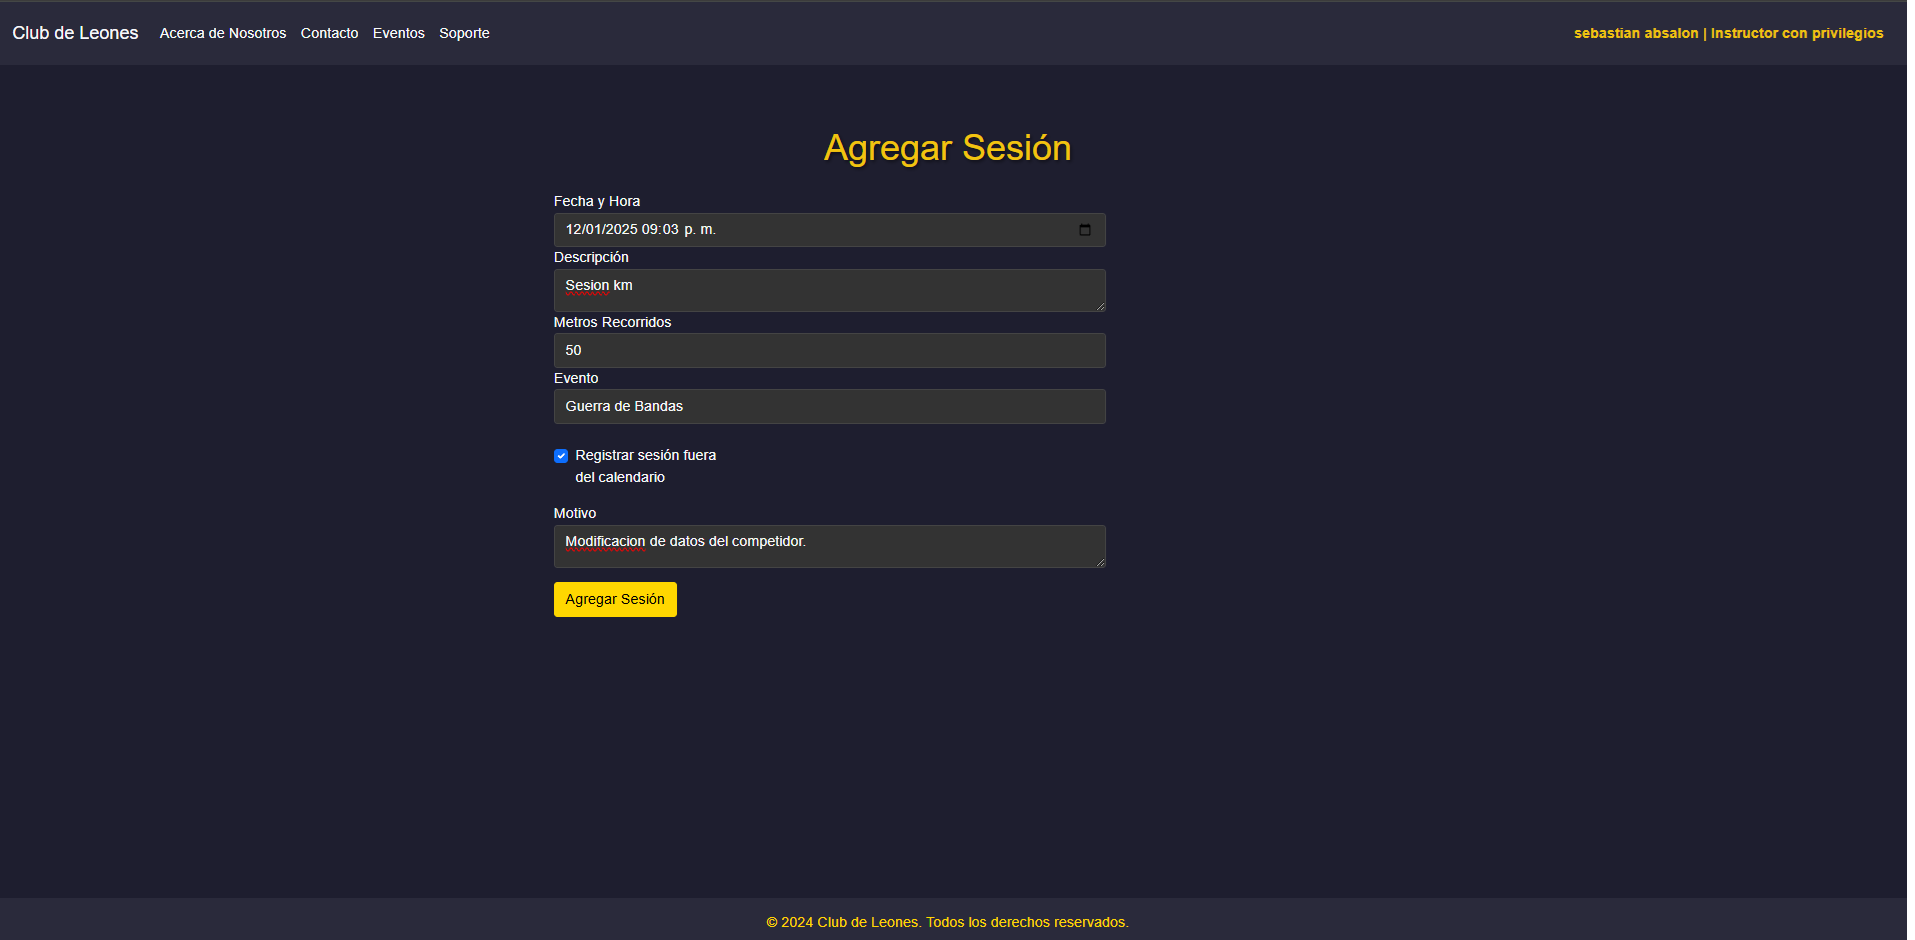 Club de Leones Acerca de Nosotros Contacto Eventos Soporte sebastian absalon | Instructor con privilegios
Agregar Sesión
Fecha y Hora
12/01/2025 09:03 p. m.
Descripción
Sesion km
Metros Recorridos
50
Evento
Guerra de Bandas
Registrar sesión fuera
del calendario
Motivo
Modificacion de datos del competidor.
Agregar Sesión
© 2024 Club de Leones. Todos los derechos reservados.